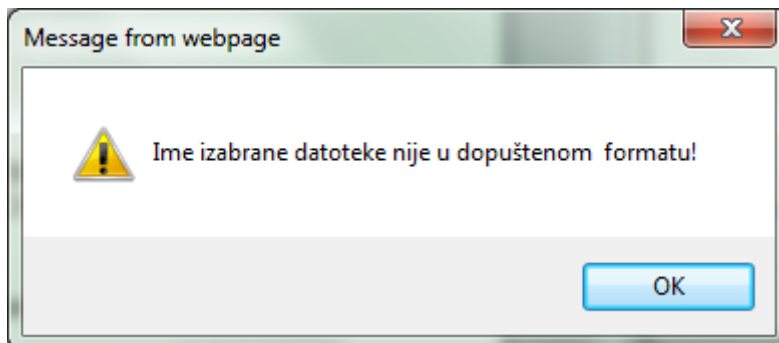 Message from webpage
Ime izabrane datoteke nije u dopuštenom  formatu!
OK